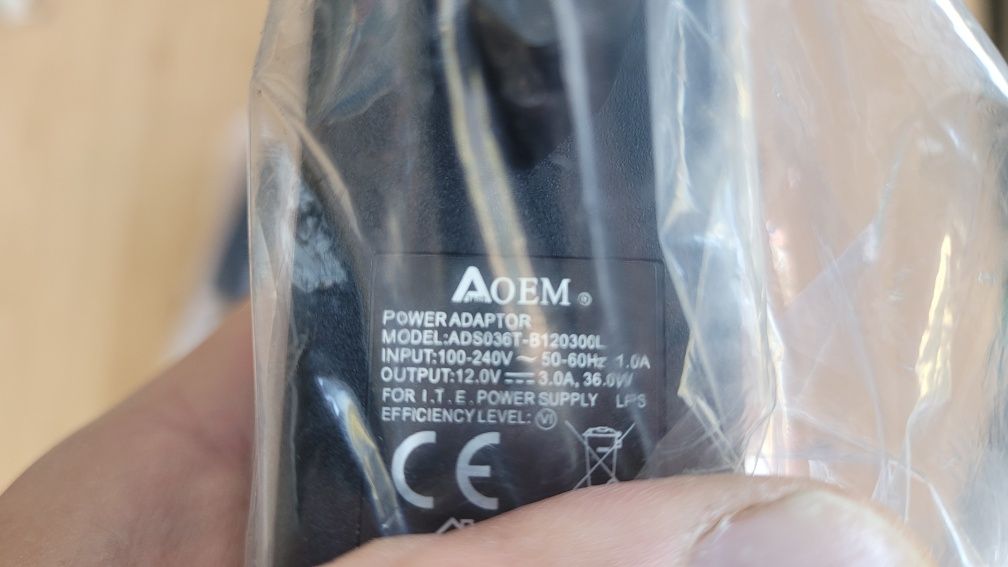 AOEM ®
POWER ADAPTOR
MODEL:ADS036T-B120300L
INPUT:100-240V ~ 50-60Hz 1.0A
OUTPUT:12.0V ⎓ 3.0A, 36.0W
FOR I.T.E. POWER SUPPLY LPS
EFFICIENCY LEVEL: VI
CE